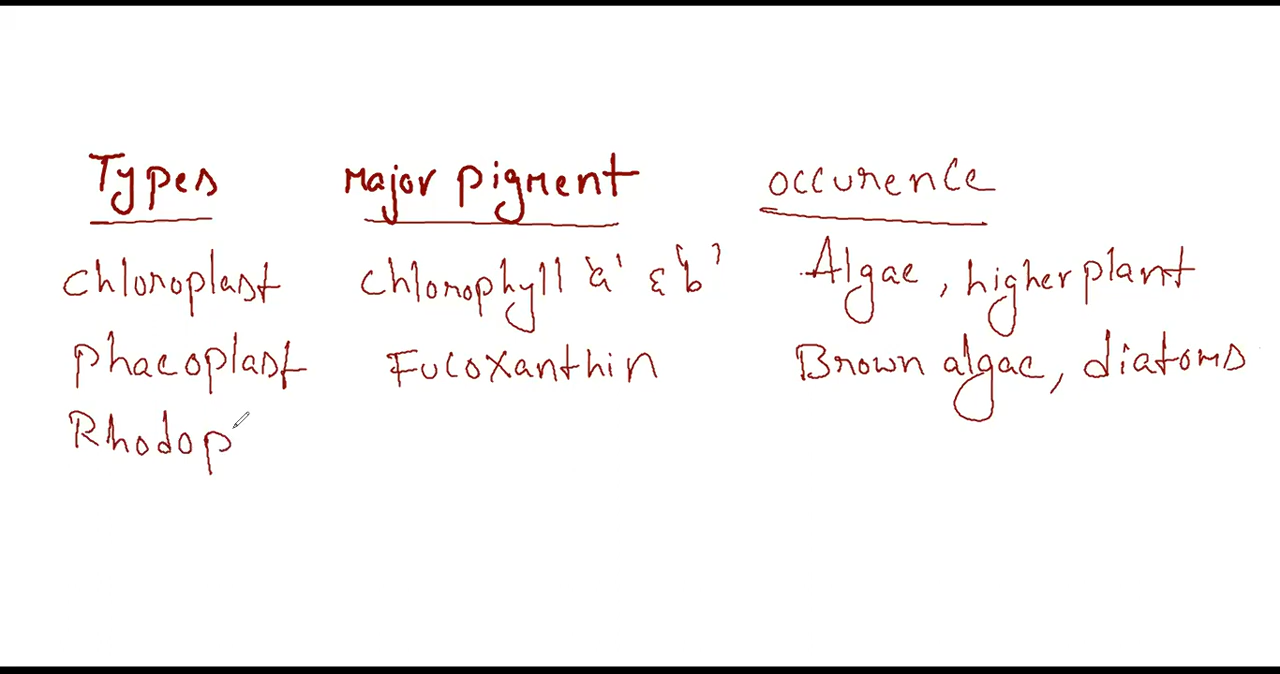 Types Major pigment occurence
chloroplast chlorophyll 'a' & 'b' Algae, higher plant
phaeoplast Fucoxanthin Brown algae, diatoms
Rhodop